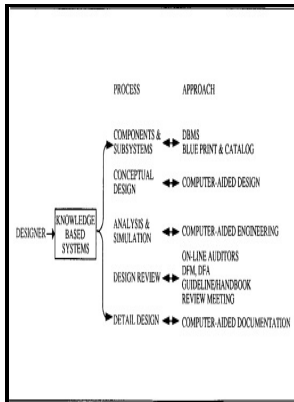 PROCESS APPROACH
COMPONENTS & SUBSYSTEMS DBMS
BLUE PRINT & CATALOG
CONCEPTUAL DESIGN COMPUTER-AIDED DESIGN
DESIGNER KNOWLEDGE BASED SYSTEMS
ANALYSIS & SIMULATION COMPUTER-AIDED ENGINEERING
DESIGN REVIEW ON-LINE AUDITORS
DFM, DFA
GUIDELINE/HANDBOOK
REVIEW MEETING
DETAIL DESIGN COMPUTER-AIDED DOCUMENTATION